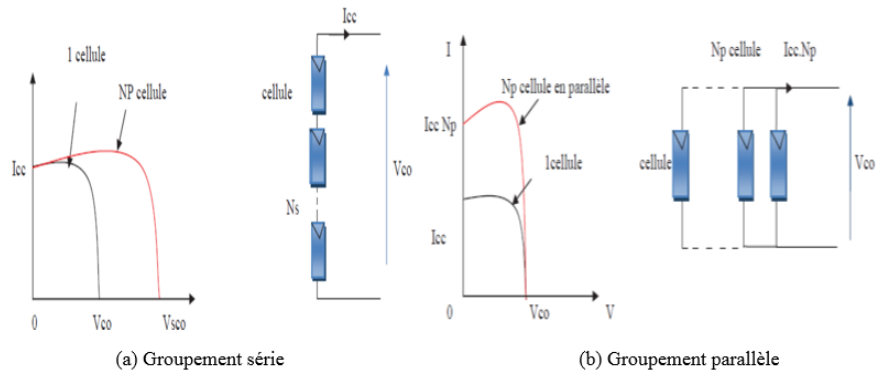 1 cellule
NP cellule
Icc
0
Vco
Vsco
Icc
cellule
Ns
Vco
(a) Groupement série
I
Np cellule en parallèle
Icc Np
1cellule
Icc
0
Vco
V
Np cellule
Icc.Np
cellule
Vco
(b) Groupement parallèle